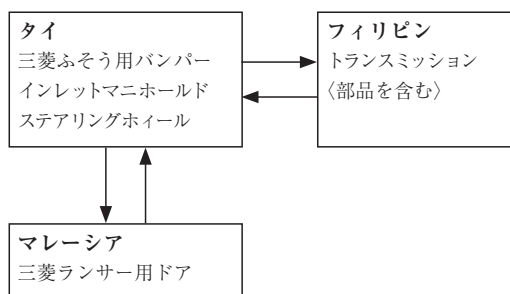 タイ
三菱ふそう用バンパー
インレットマニホールド
ステアリングホィール
フィリピン
トランスミッション
〈部品を含む〉
マレーシア
三菱ランサー用ドア